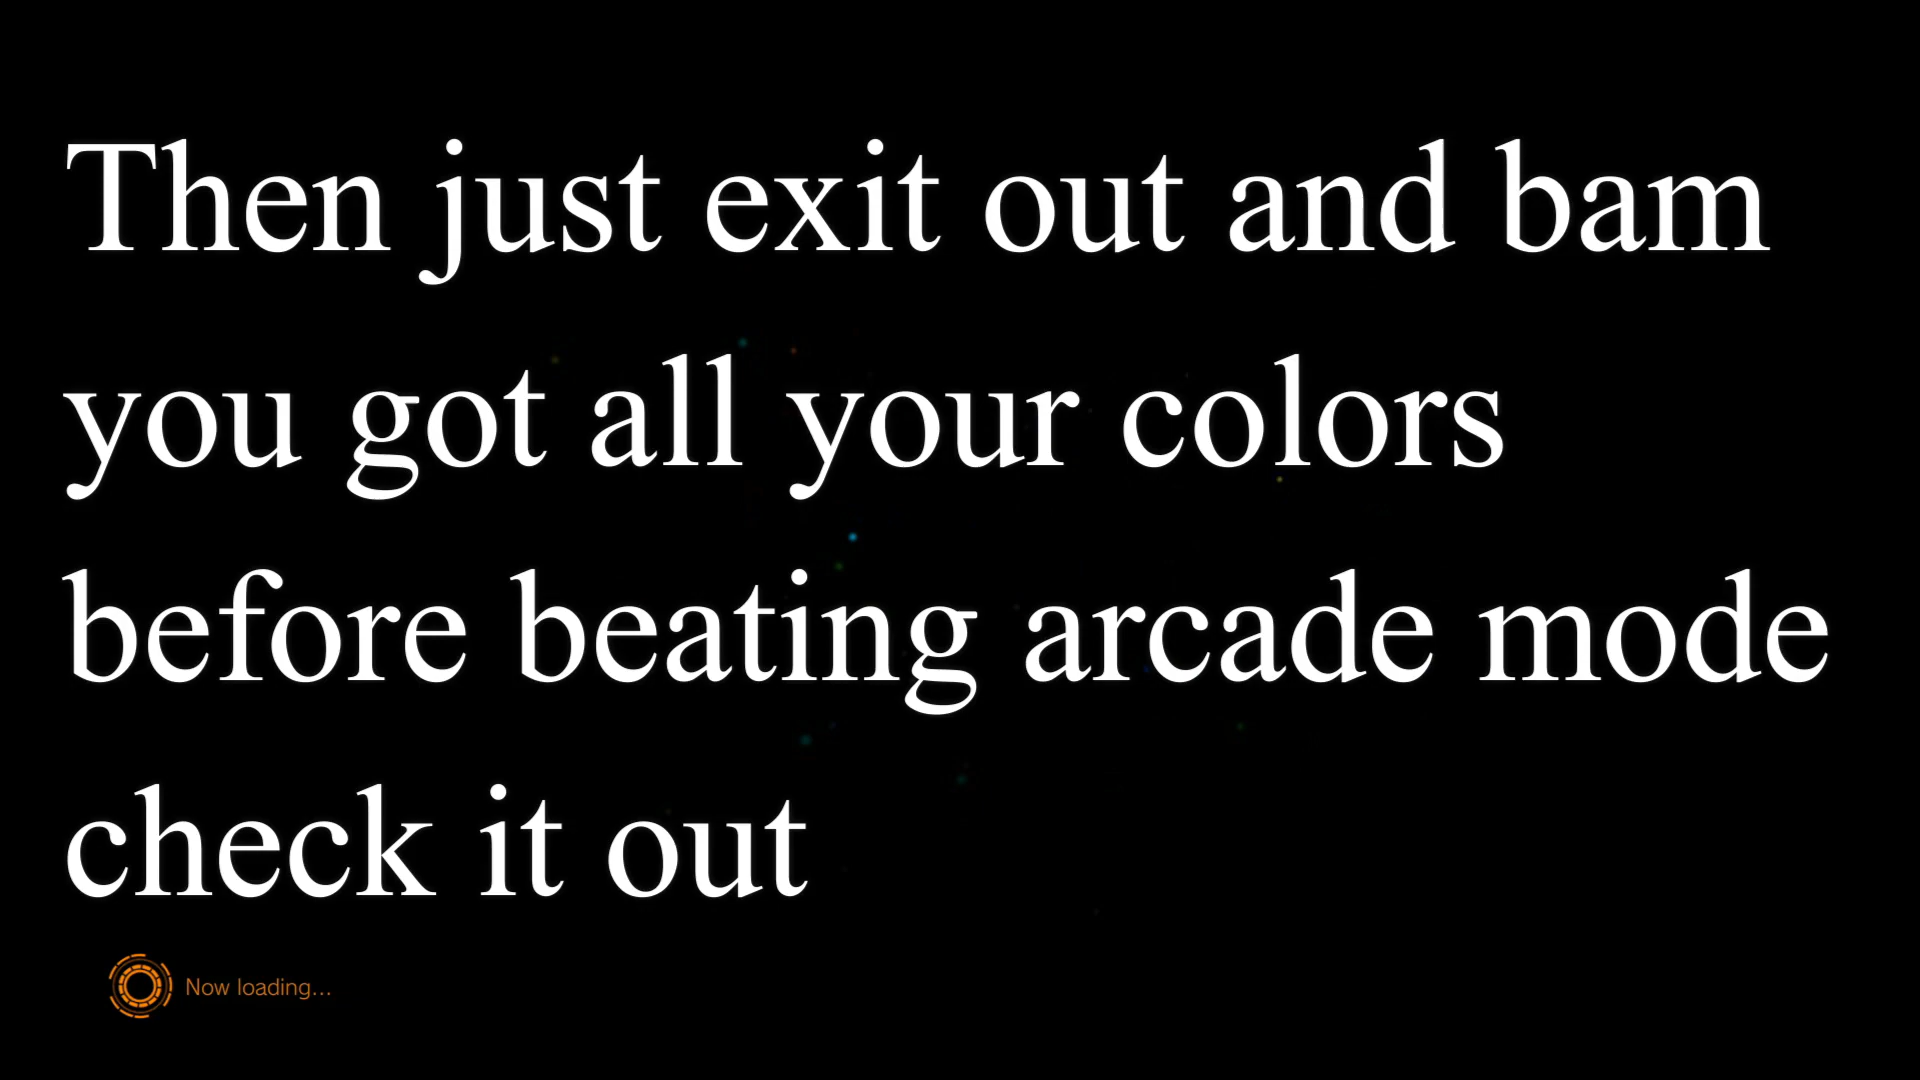 Then just exit out and bam
you got all your colors
before beating arcade mode
check it out
Now loading...